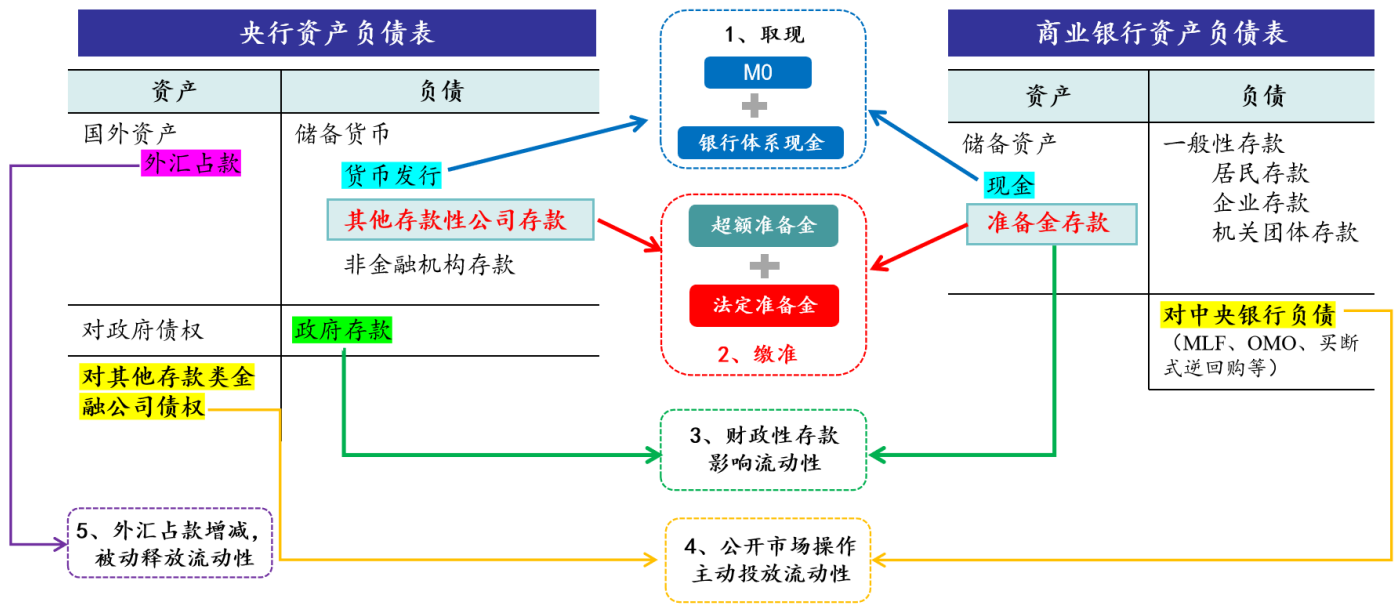 央行资产负债表
资产
负债
国外资产
外汇占款
储备货币
货币发行
其他存款性公司存款
非金融机构存款
对政府债权
政府存款
对其他存款类金
融公司债权
1、取现
M0
银行体系现金
超额准备金
法定准备金
2、缴准
3、财政性存款
影响流动性
4、公开市场操作
主动投放流动性
5、外汇占款增减，
被动释放流动性
商业银行资产负债表
资产
负债
储备资产
现金
准备金存款
一般性存款
居民存款
企业存款
机关团体存款
对中央银行负债
（MLF、OMO、买断
式逆回购等）